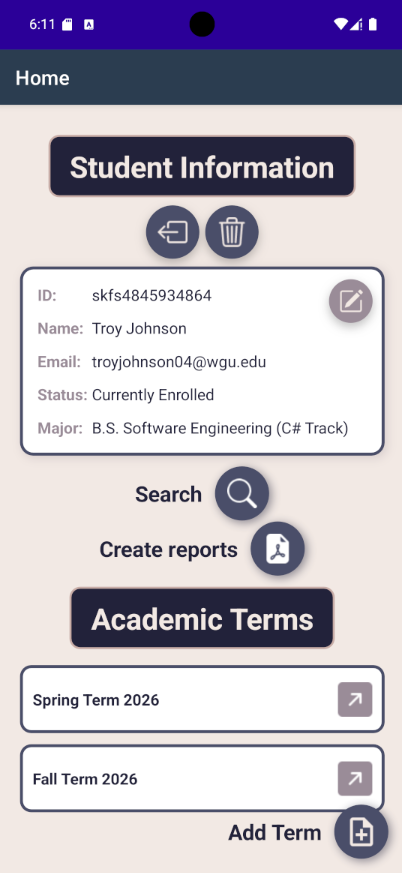 6:11
Home
Student Information
ID: skfs4845934864
Name: Troy Johnson
Email: troyjohnson04@wgu.edu
Status: Currently Enrolled
Major: B.S. Software Engineering (C# Track)
Search
Create reports
Academic Terms
Spring Term 2026
Fall Term 2026
Add Term